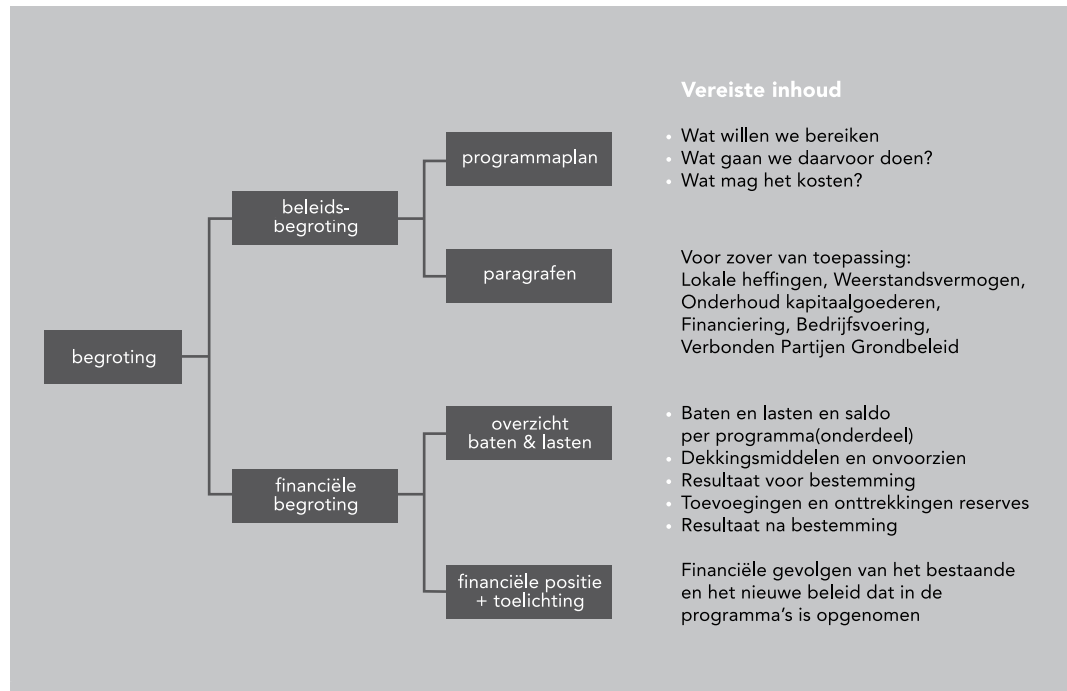 Vereiste inhoud
programmaplan
• Wat willen we bereiken
• Wat gaan we daarvoor doen?
• Wat mag het kosten?
beleids-
begroting
paragrafen
Voor zover van toepassing:
Lokale heffingen, Weerstandsvermogen,
Onderhoud kapitaalgoederen,
Financiering, Bedrijfsvoering,
Verbonden Partijen Grondbeleid
begroting
overzicht
baten & lasten
• Baten en lasten en saldo
per programma(onderdeel)
• Dekkingsmiddelen en onvoorzien
• Resultaat voor bestemming
• Toevoegingen en onttrekkingen reserves
• Resultaat na bestemming
financiële
begroting
financiële positie
+ toelichting
Financiële gevolgen van het bestaande
en het nieuwe beleid dat in de
programma's is opgenomen